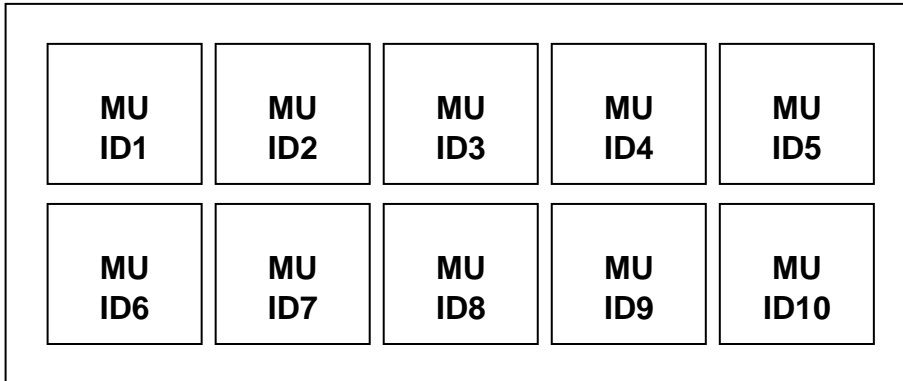 MU MU MU MU MU
ID1 ID2 ID3 ID4 ID5
MU MU MU MU MU
ID6 ID7 ID8 ID9 ID10